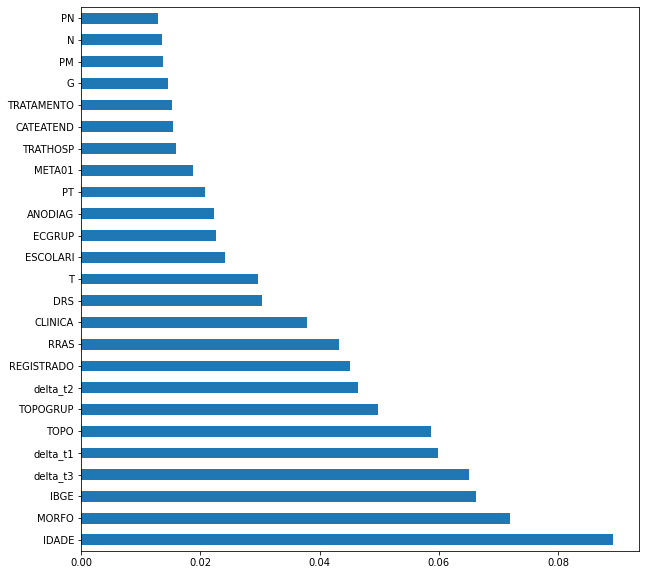 PN
N
PM
G
TRATAMENTO
CATEATEND
TRATHOSP
META01
PT
ANODIAG
ECGRUP
ESCOLARI
T
DRS
CLINICA
RRAS
REGISTRADO
delta_t2
TOPOGRUP
TOPO
delta_t1
delta_t3
IBGE
MORFO
IDADE
0.00 0.02 0.04 0.06 0.08